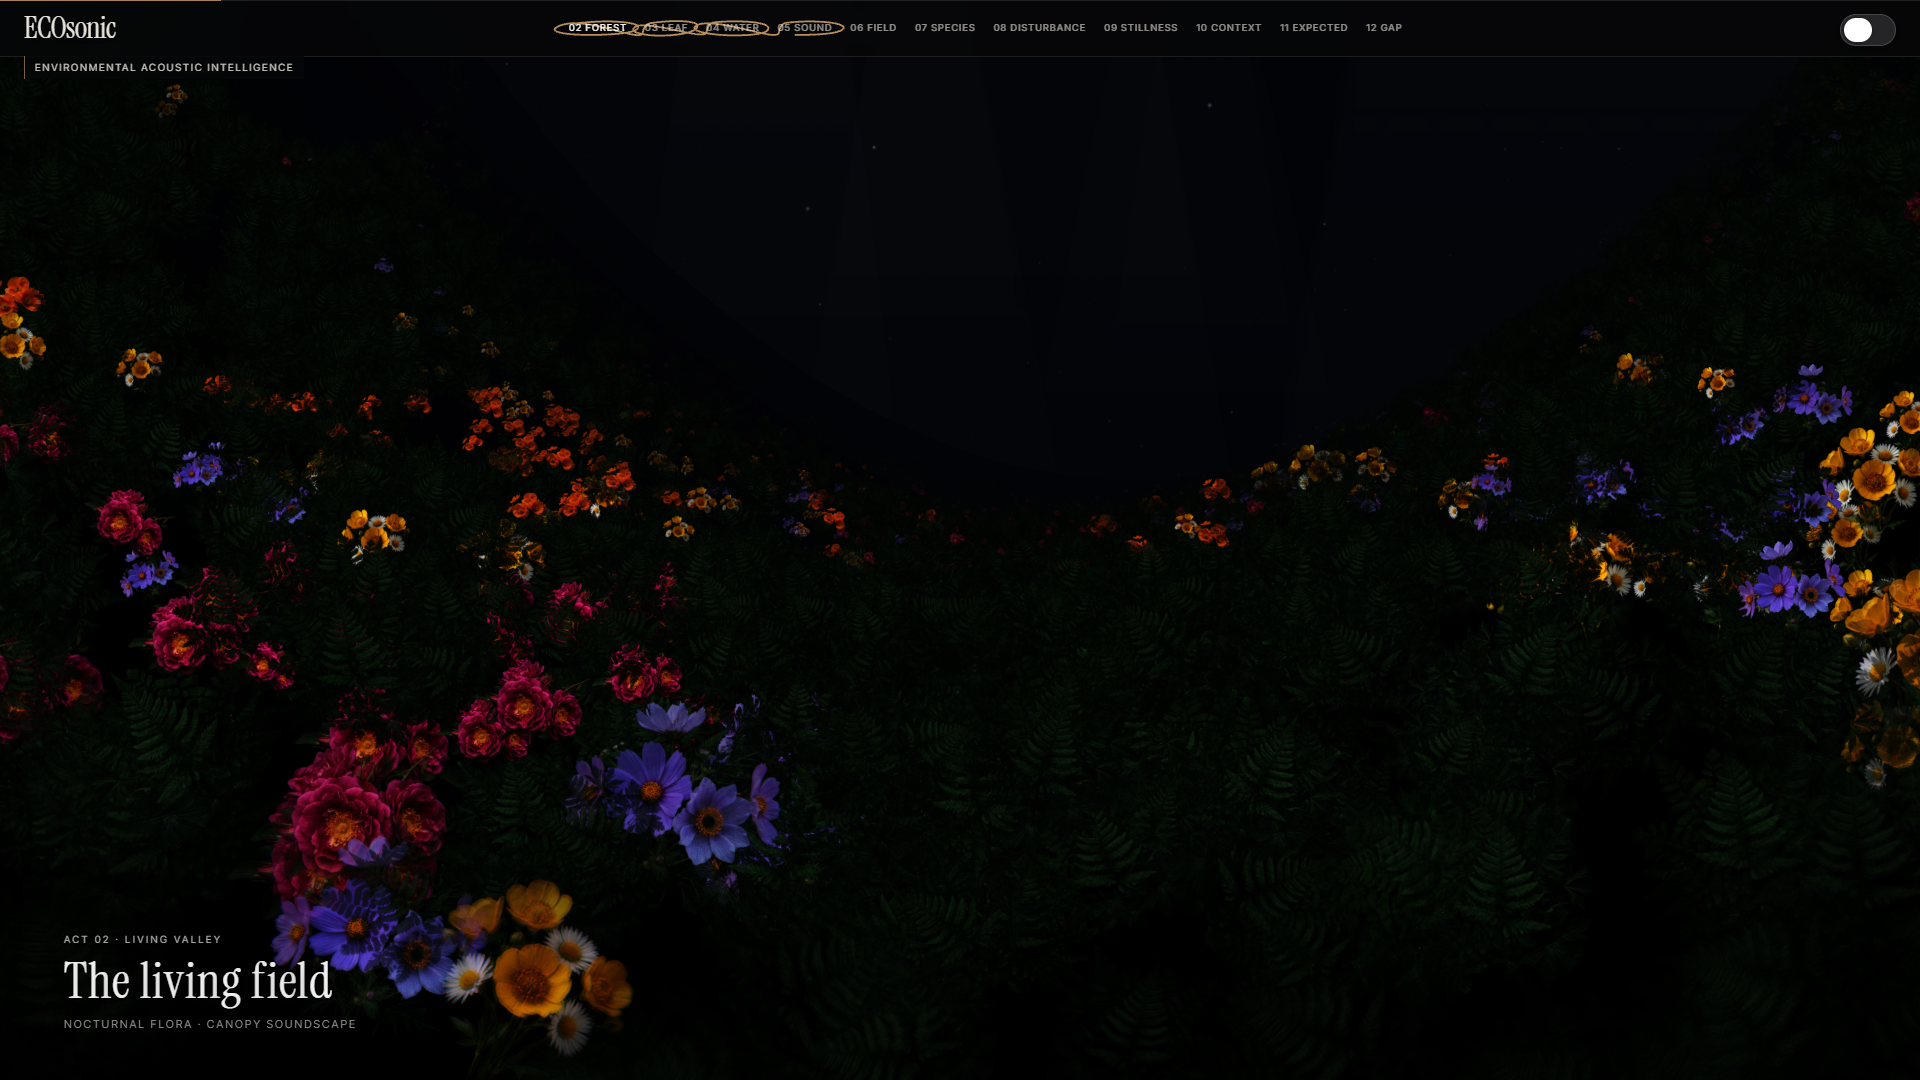 ECOsonic
02 FOREST 03 LEAF 04 WATER 05 SOUND 06 FIELD 07 SPECIES 08 DISTURBANCE 09 STILLNESS 10 CONTEXT 11 EXPECTED 12 GAP
ENVIRONMENTAL ACOUSTIC INTELLIGENCE
ACT 02 · LIVING VALLEY
The living field
NOCTURNAL FLORA · CANOPY SOUNDSCAPE